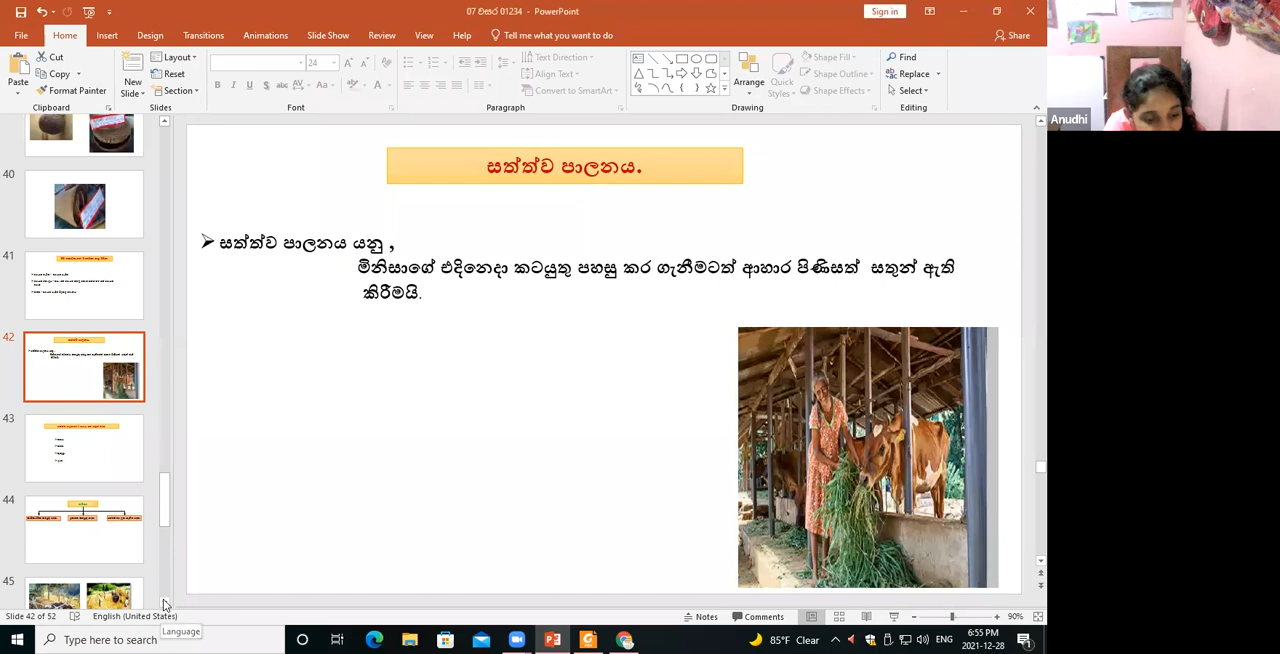 07 වසර 01234 - PowerPoint
Sign in
File Home Insert Design Transitions Animations Slide Show Review View Help Tell me what you want to do Share
Paste
Cut
Copy
Format Painter
Clipboard
New Slide
Layout
Reset
Section
Slides
24
Font
Text Direction
Align Text
Convert to SmartArt
Paragraph
Arrange
Quick Styles
Shape Fill
Shape Outline
Shape Effects
Drawing
Find
Replace
Select
Editing
Anudhi
40
41
42
43
44
45
සත්ත්ව පාලනය.
සත්ත්ව පාලනය යනු ,
මිනිසාගේ එදිනෙදා කටයුතු පහසු කර ගැනීමටත් ආහාර පිණිසත් සතුන් ඇති
කිරීමයි.
Slide 42 of 52 English (United States) Notes Comments 90%
Language
Type here to search 85°F Clear ENG 6:55 PM
2021-12-28